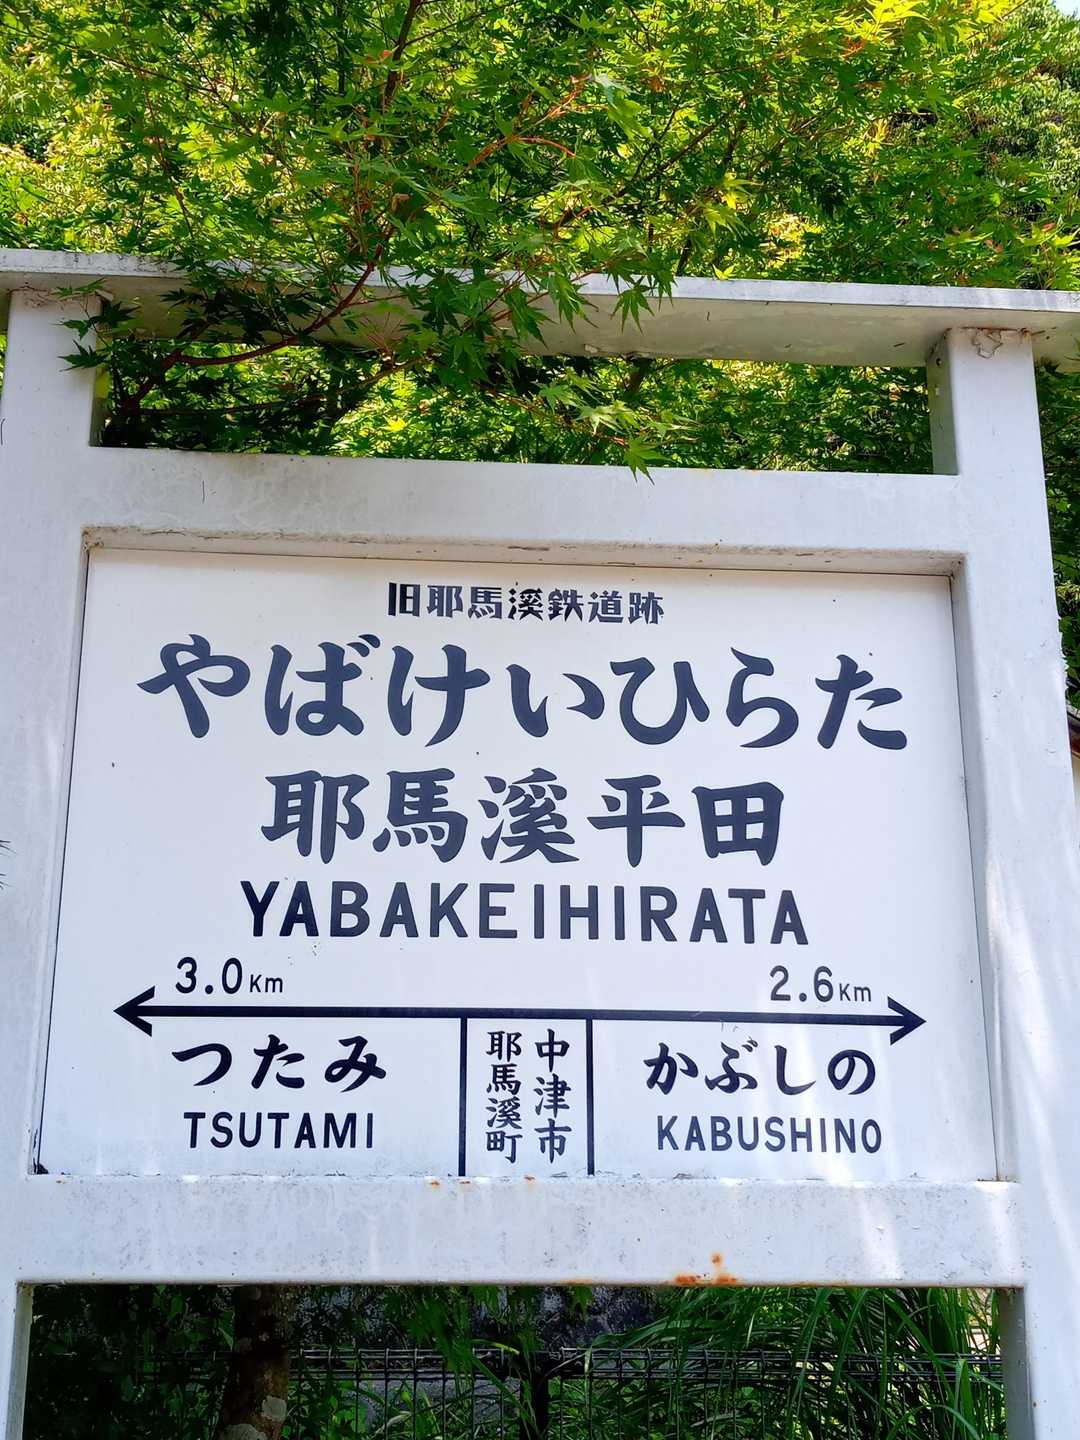 旧耶馬溪鉄道跡
やばけいひらた
耶馬溪平田
YABAKEIHIRATA
3.0Km
2.6Km
つたみ
TSUTAMI
中津市
耶馬溪町
かぶしの
KABUSHINO